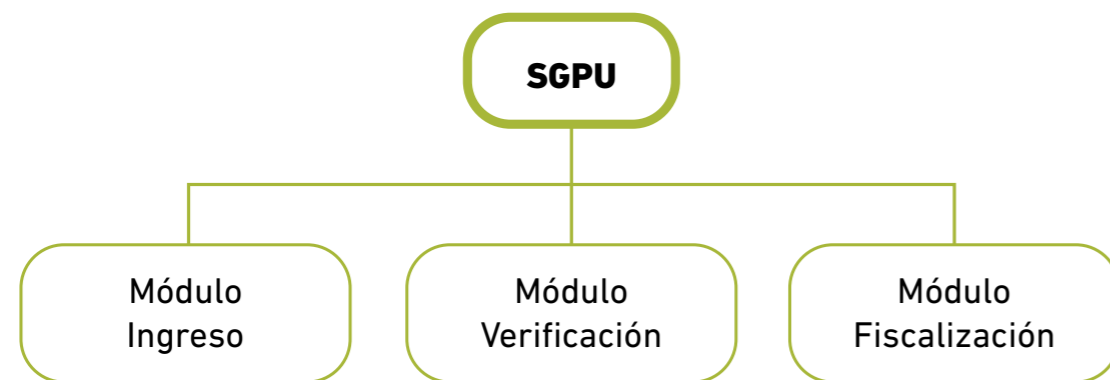 SGPU
Módulo
Ingreso
Módulo
Verificación
Módulo
Fiscalización